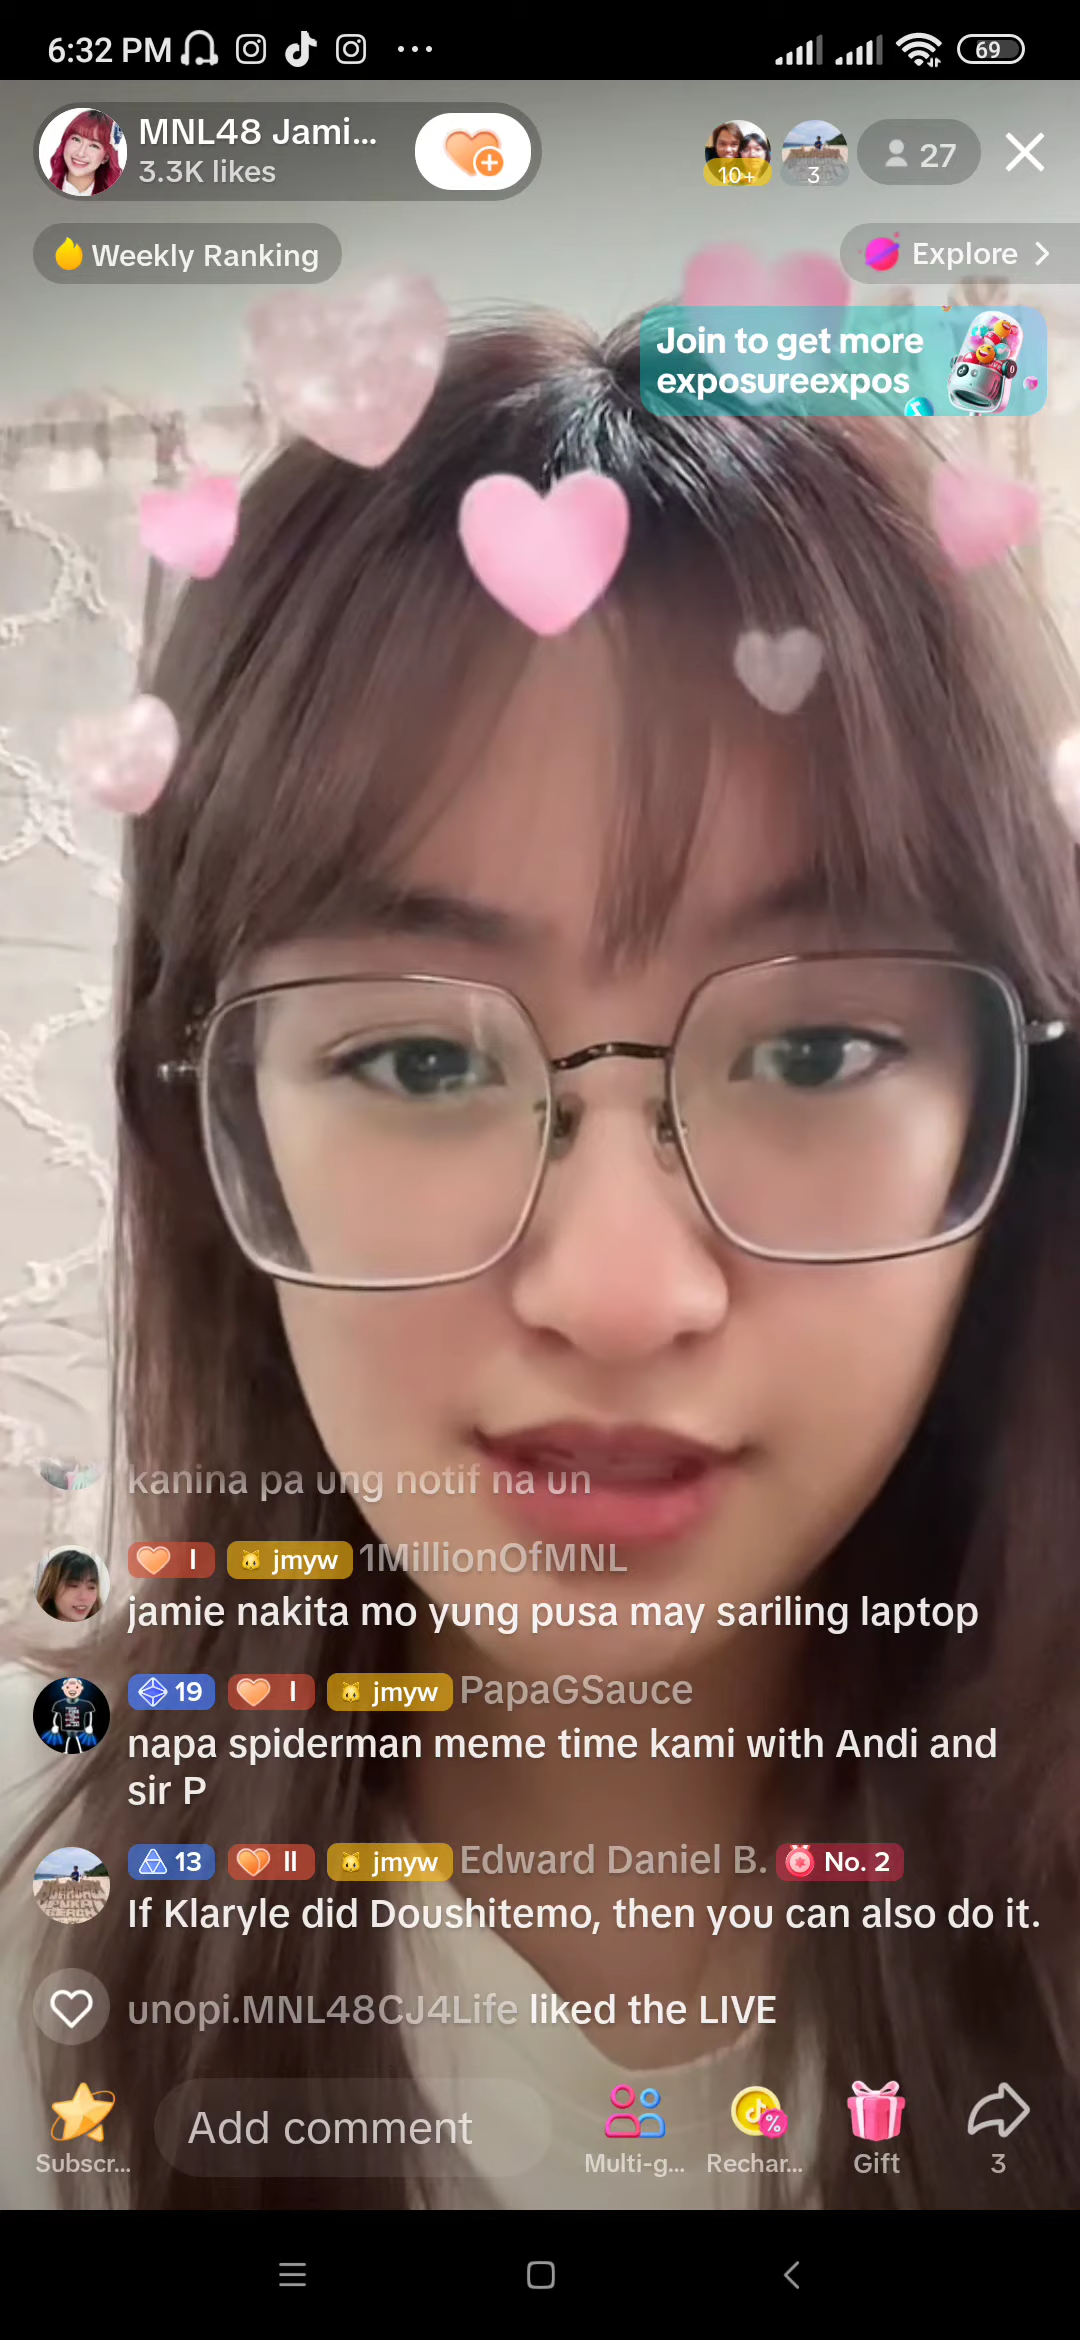 6:32 PM
69
MNL48 Jami...
3.3K likes
10+
3
27
Weekly Ranking
Explore
Join to get more
exposureexpos
kanina pa ung notif na un
I jmyw 1MillionOfMNL
jamie nakita mo yung pusa may sariling laptop
19 I jmyw PapaGSauce
napa spiderman meme time kami with Andi and
sir P
13 II jmyw Edward Daniel B. No. 2
If Klaryle did Doushitemo, then you can also do it.
unopi.MNL48CJ4Life liked the LIVE
Add comment
Subscr...
Multi-g...
Rechar...
Gift
3